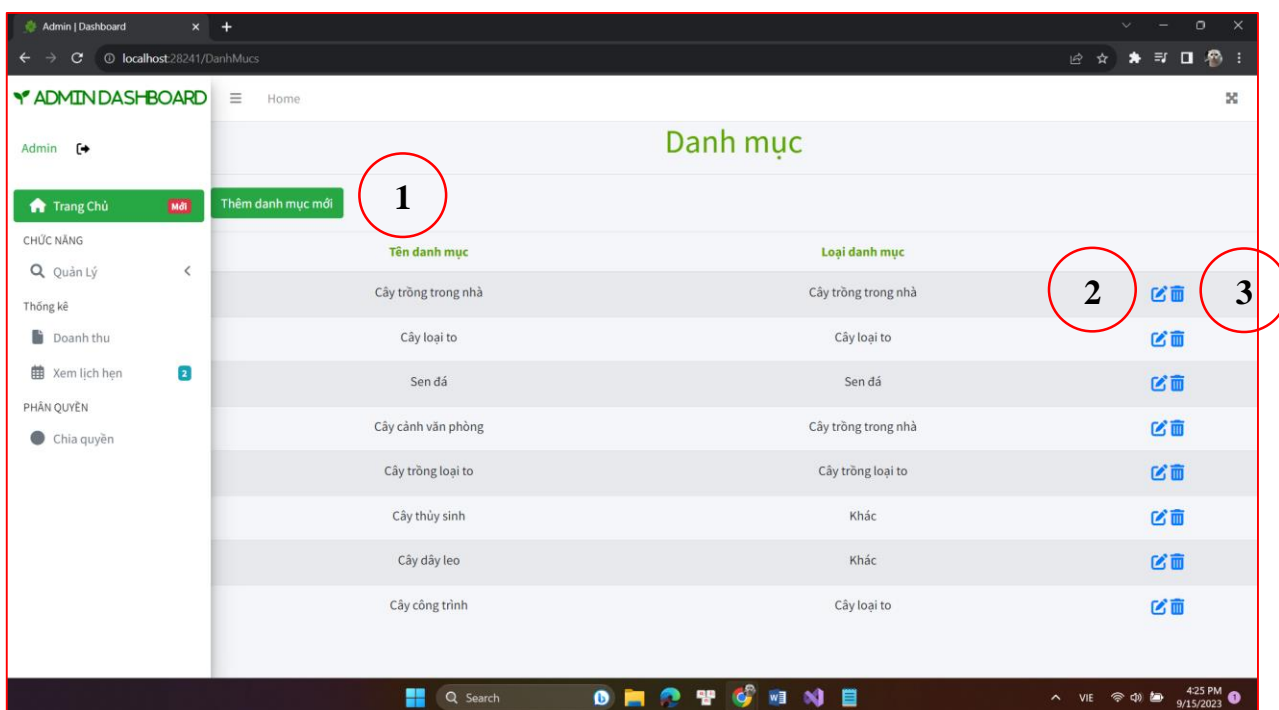 Admin | Dashboard
localhost:28241/DanhMucs
ADMIN DASHBOARD
Home
Admin
Danh mục
Trang Chủ Mới
Thêm danh mục mới
1
CHỨC NĂNG
Quản Lý
Thống kê
Doanh thu
Xem lịch hẹn 2
PHÂN QUYỀN
Chia quyền
Tên danh mục Loại danh mục
Cây trồng trong nhà Cây trồng trong nhà
2
3
Cây loại to Cây loại to
Sen đá Sen đá
Cây cảnh văn phòng Cây trồng trong nhà
Cây trồng loại to Cây trồng loại to
Cây thủy sinh Khác
Cây dây leo Khác
Cây công trình Cây loại to
Search
VIE
4:25 PM
9/15/2023
1